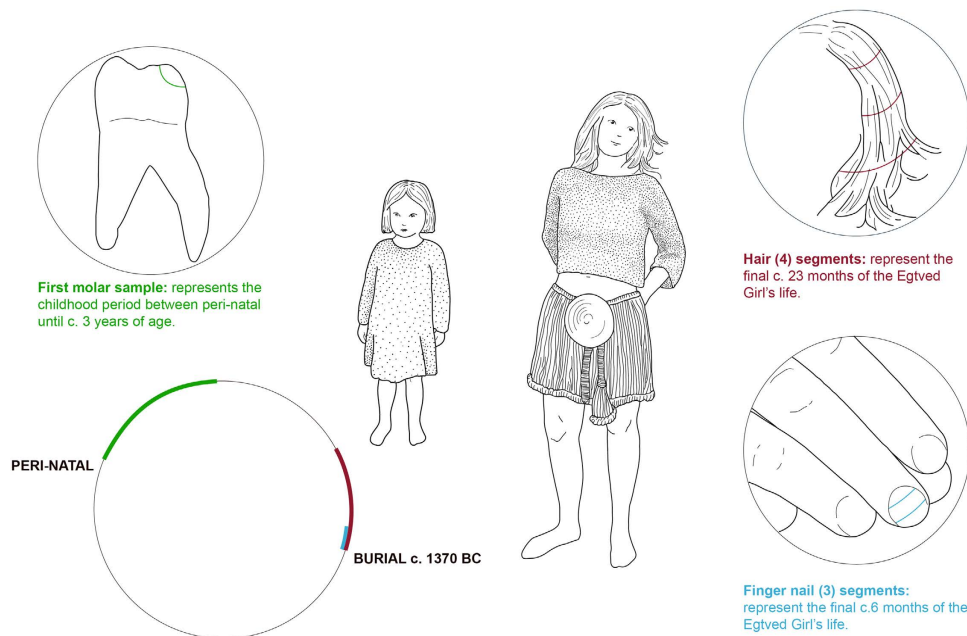 First molar sample: represents the
childhood period between peri-natal
until c. 3 years of age.
Hair (4) segments: represent the
final c. 23 months of the Egtved
Girl's life.
PERI-NATAL
BURIAL c. 1370 BC
Finger nail (3) segments:
represent the final c.6 months of the
Egtved Girl's life.